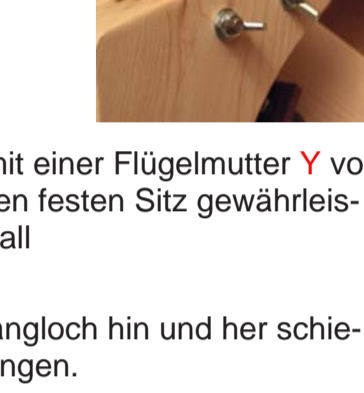 mit einer Flügelmutter Y vo
en festen Sitz gewährleis-
all
angloch hin und her schie-
ngen.